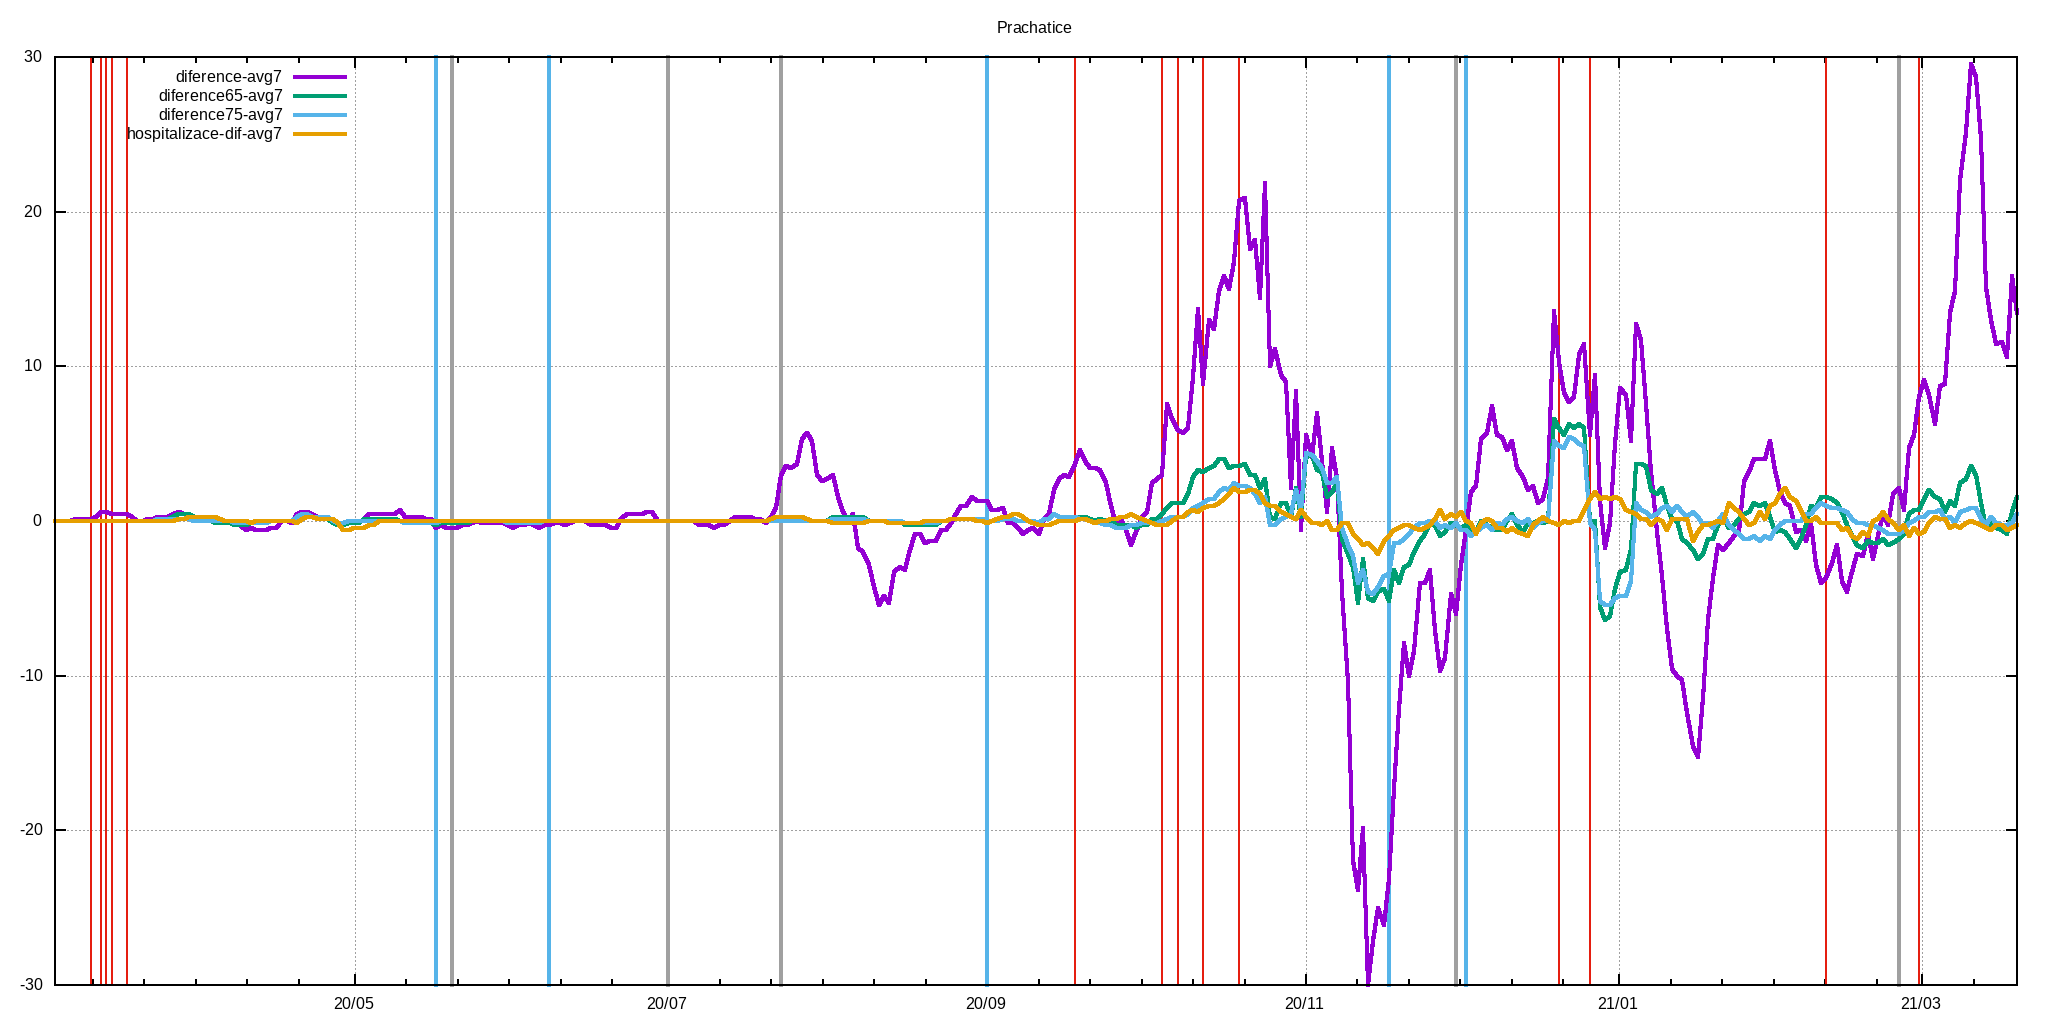 Prachatice
30
diference-avg7
diference65-avg7
diference75-avg7
hospitalizace-dif-avg7
20
10
0
-10
-20
-30
20/05
20/07
20/09
20/11
21/01
21/03